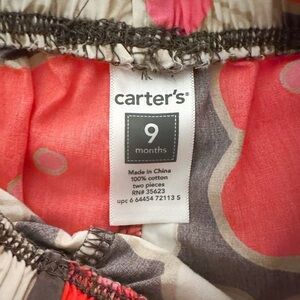 carter's®
9
months
Made in China
100% cotton
two pieces
RN# 35623
upc 6 64454 72113 5